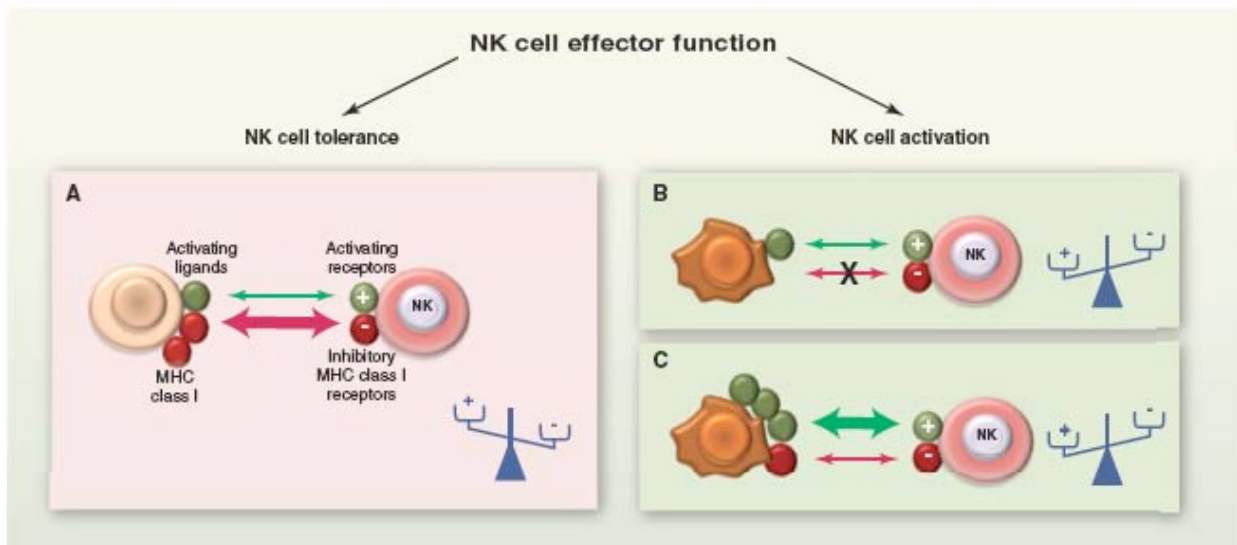 NK cell effector function
NK cell tolerance
NK cell activation
A
Activating
ligands
Activating
receptors
+
NK
-
MHC
class I
Inhibitory
MHC class I
receptors
+
-
B
+
NK
-
X
+
-
C
+
NK
-
+
-